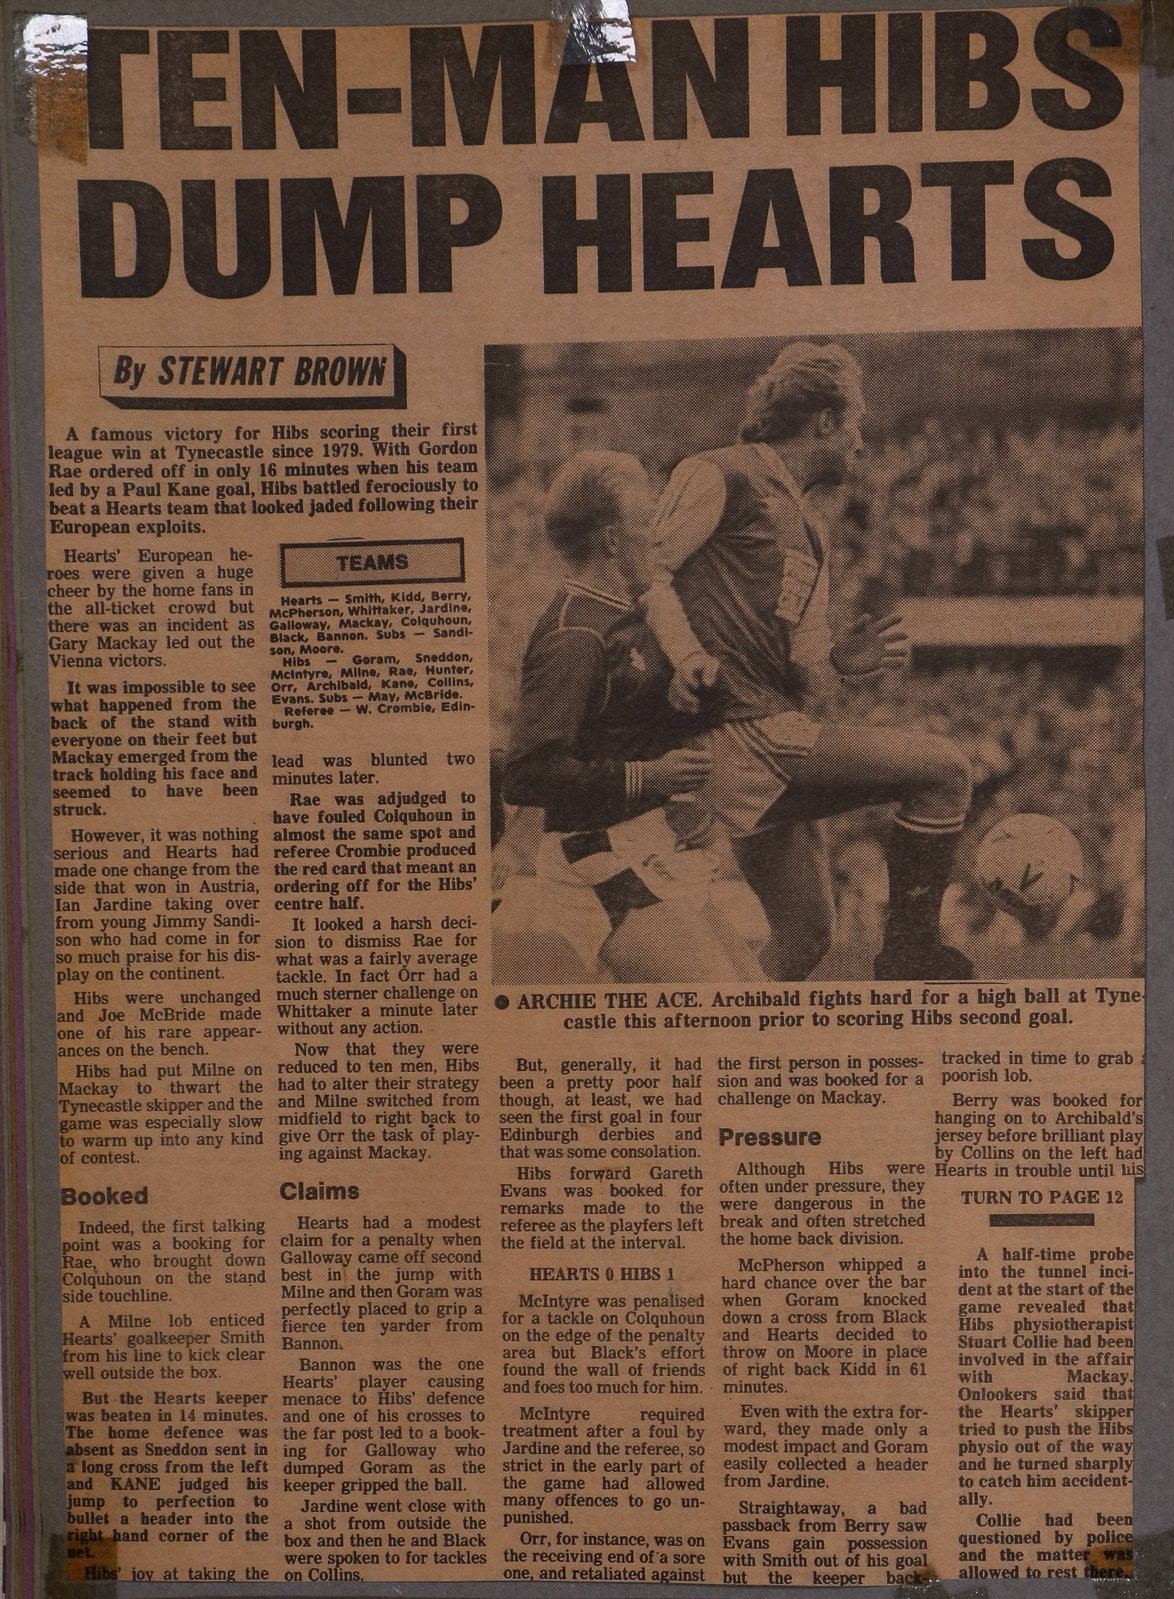 TEN-MAN HIBS
DUMP HEARTS
By STEWART BROWN
A famous victory for Hibs scoring their first
league win at Tynecastle since 1979. With Gordon
Rae ordered off in only 16 minutes when his team
led by a Paul Kane goal, Hibs battled ferociously to
beat a Hearts team that looked jaded following their
European exploits.
Hearts' European he-
roes were given a huge
cheer by the home fans in
the all-ticket crowd but
there was an incident as
Gary Mackay led out the
Vienna victors.
It was impossible to see
what happened from the
back of the stand with
everyone on their feet but
Mackay emerged from the
track holding his face and
seemed to have been
struck.
However, it was nothing
serious and Hearts had
made one change from the
side that won in Austria,
Ian Jardine taking over
from young Jimmy Sandi-
son who had come in for
so much praise for his dis-
play on the continent.
Hibs were unchanged
and Joe McBride made
one of his rare appear-
ances on the bench.
Hibs had put Milne on
Mackay to thwart the
Tynecastle skipper and the
game was especially slow
to warm up into any kind
of contest.
Booked
Indeed, the first talking
point was a booking for
Rae, who brought down
Colquhoun on the stand
side touchline.
A Milne lob enticed
Hearts' goalkeeper Smith
from his line to kick clear
well outside the box.
But the Hearts keeper
was beaten in 14 minutes.
The home defence was
absent as Sneddon sent in
a long cross from the left
and KANE judged his
jump to perfection to
bullet a header into the
right hand corner of the
net.
Hibs' joy at taking the
TEAMS
Hearts — Smith, Kidd, Berry,
McPherson, Whittaker, Jardine,
Galloway, Mackay, Colquhoun,
Black, Bannon. Subs — Sandi-
son, Moore.
Hibs — Goram, Sneddon,
McIntyre, Milne, Rae, Hunter,
Orr, Archibald, Kane, Collins,
Evans. Subs — May, McBride.
Referee — W. Crombie, Edin-
burgh.
lead was blunted two
minutes later.
Rae was adjudged to
have fouled Colquhoun in
almost the same spot and
referee Crombie produced
the red card that meant an
ordering off for the Hibs'
centre half.
It looked a harsh deci-
sion to dismiss Rae for
what was a fairly average
tackle. In fact Orr had a
much sterner challenge on
Whittaker a minute later
without any action.
Now that they were
reduced to ten men, Hibs
had to alter their strategy
and Milne switched from
midfield to right back to
give Orr the task of play-
ing against Mackay.
Claims
Hearts had a modest
claim for a penalty when
Galloway came off second
best in the jump with
Milne and then Goram was
perfectly placed to grip a
fierce ten yarder from
Bannon.
Bannon was the one
Hearts' player causing
menace to Hibs' defence
and one of his crosses to
the far post led to a book-
ing for Galloway who
dumped Goram as the
keeper gripped the ball.
Jardine went close with
a shot from outside the
box and then he and Black
were spoken to for tackles
on Collins.
● ARCHIE THE ACE. Archibald fights hard for a high ball at Tyne-
castle this afternoon prior to scoring Hibs second goal.
But, generally, it had
been a pretty poor half
though, at least, we had
seen the first goal in four
Edinburgh derbies and
that was some consolation.
Hibs forward Gareth
Evans was booked for
remarks made to the
referee as the playfers left
the field at the interval.
HEARTS 0 HIBS 1
McIntyre was penalised
for a tackle on Colquhoun
on the edge of the penalty
area but Black's effort
found the wall of friends
and foes too much for him.
McIntyre required
treatment after a foul by
Jardine and the referee, so
strict in the early part of
the game had allowed
many offences to go un-
punished.
Orr, for instance, was on
the receiving end of a sore
one, and retaliated against
the first person in posses-
sion and was booked for a
challenge on Mackay.
Pressure
Although Hibs were
often under pressure, they
were dangerous in the
break and often stretched
the home back division.
McPherson whipped a
hard chance over the bar
when Goram knocked
down a cross from Black
and Hearts decided to
throw on Moore in place
of right back Kidd in 61
minutes.
Even with the extra for-
ward, they made only a
modest impact and Goram
easily collected a header
from Jardine.
Straightaway, a bad
passback from Berry saw
Evans gain possession
with Smith out of his goal
but the keeper back-
tracked in time to grab a
poorish lob.
Berry was booked for
hanging on to Archibald's
jersey before brilliant play
by Collins on the left had
Hearts in trouble until his
TURN TO PAGE 12
A half-time probe
into the tunnel inci-
dent at the start of the
game revealed that
Hibs physiotherapist
Stuart Collie had been
involved in the affair
with Mackay.
Onlookers said that
the Hearts' skipper
tried to push the Hibs
physio out of the way
and he turned sharply
to catch him accident-
ally.
Collie had been
questioned by police
and the matter was
allowed to rest there.